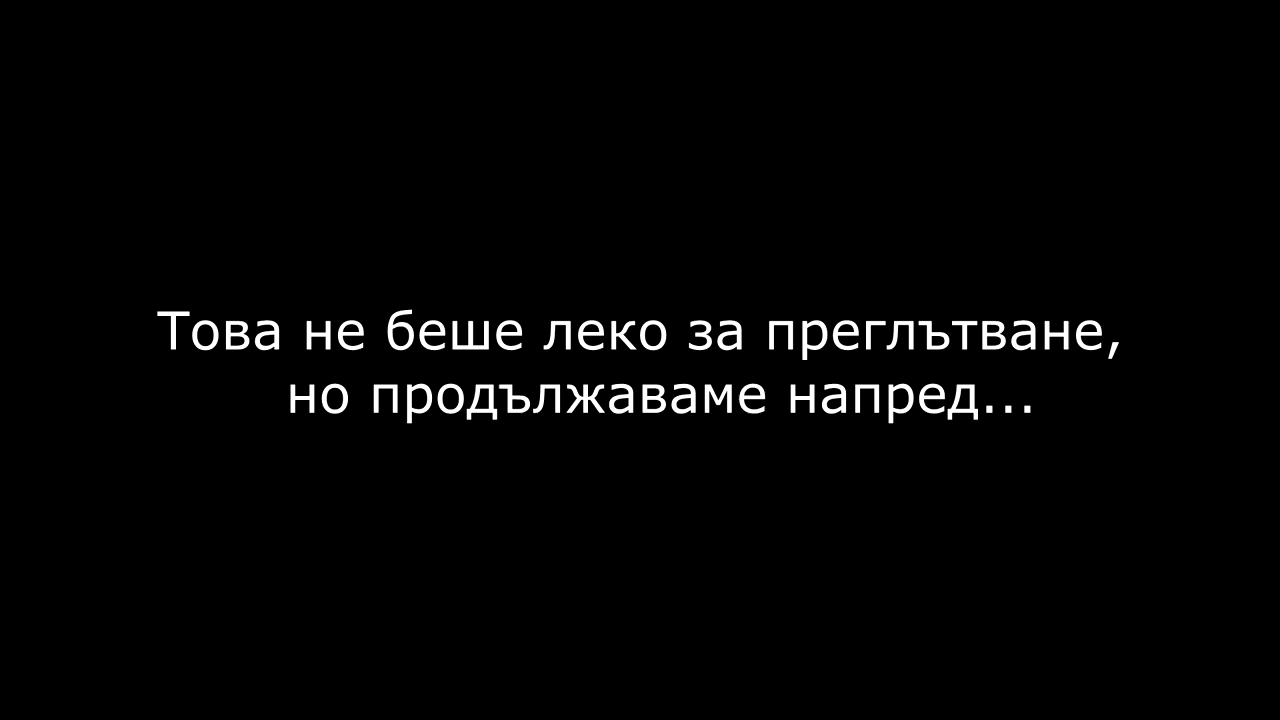 Това не беше леко за преглътване,
но продължаваме напред...